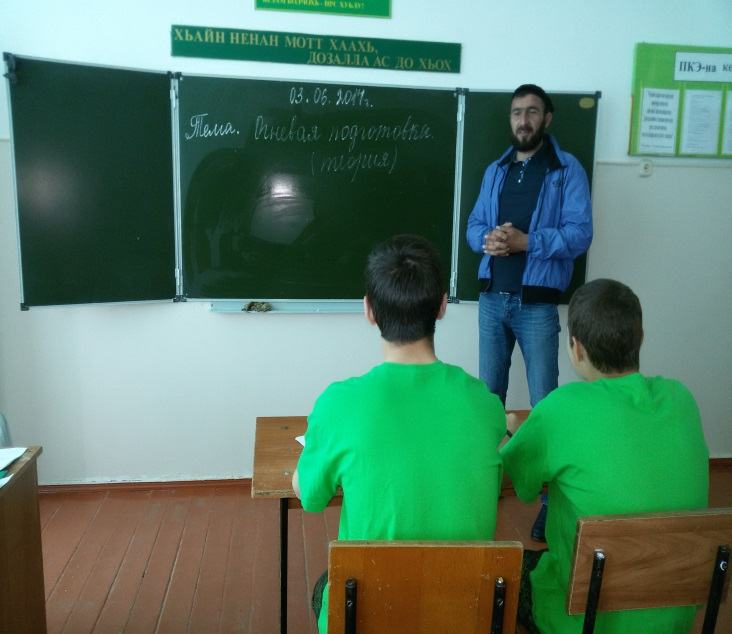 ХЬАЙН НЕНАН МОТТ ХААХЬ,
ДОЗАЛЛА АС ДО ХЬОХ
ПКЭ-на
03.06.2017г.
Тема. Огневая подготовка.
(теория)